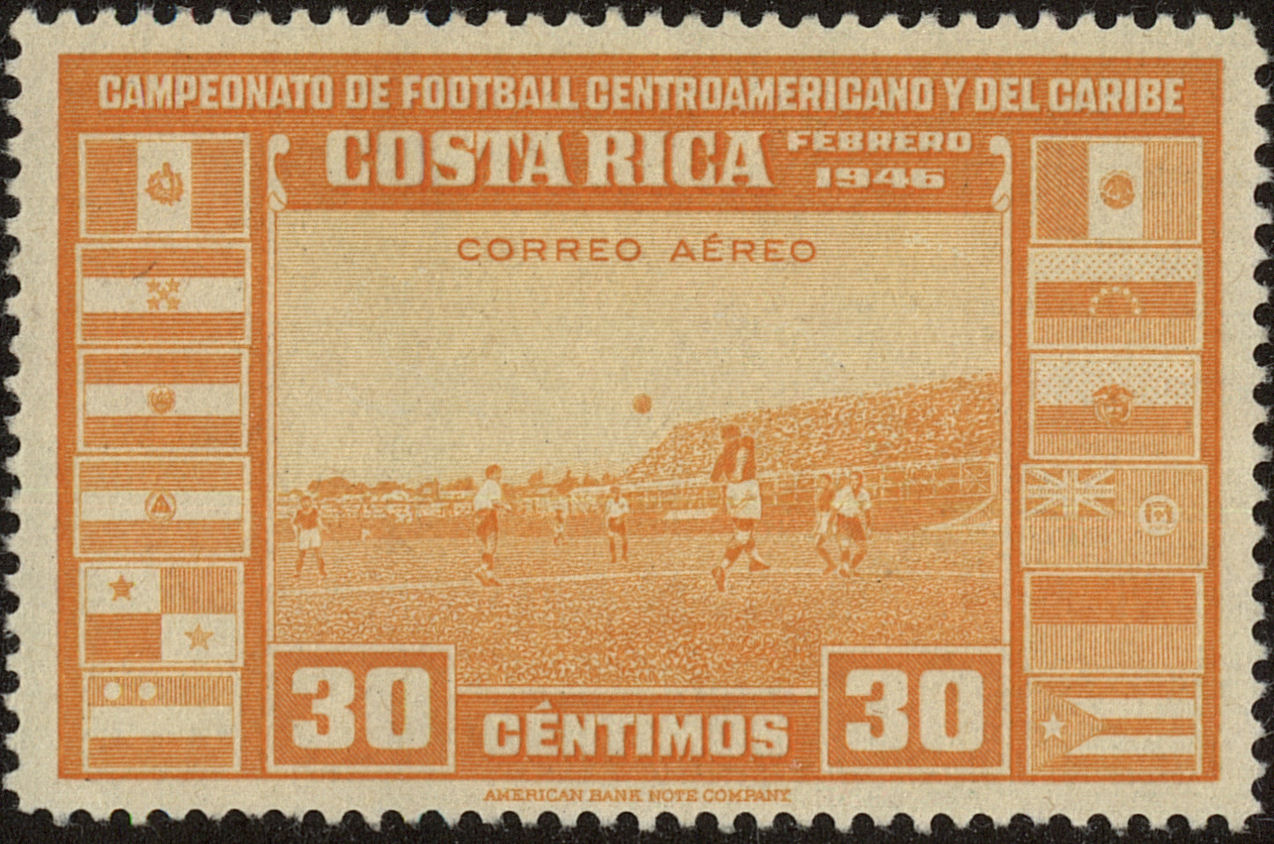 CAMPEONATO DE FOOTBALL CENTROAMERICANO Y DEL CARIBE
COSTA RICA FEBRERO
1946
CORREO AÉREO
30 CÉNTIMOS 30
AMERICAN BANK NOTE COMPANY